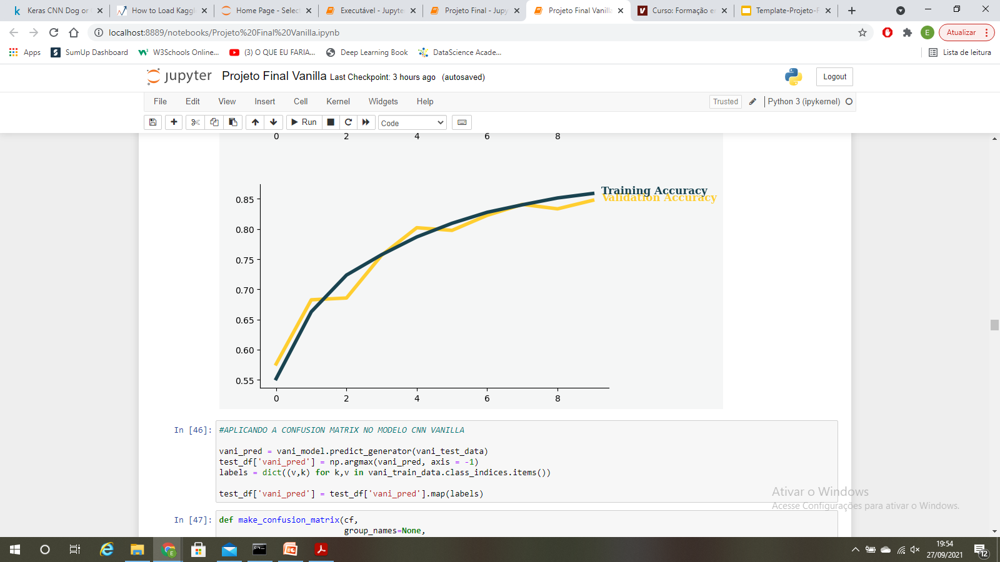 Keras CNN Dog or
How to Load Kaggl
Home Page - Select
Executável - Jupyte
Projeto Final - Jupy
Projeto Final Vanilla
Curso: Formação e
Template-Projeto-F
localhost:8889/notebooks/Projeto%20Final%20Vanilla.ipynb
E
Atualizar
Apps
SumUp Dashboard
W3Schools Online...
(3) O QUE EU FARIA...
Deep Learning Book
DataScience Acade...
Lista de leitura
jupyter Projeto Final Vanilla Last Checkpoint: 3 hours ago (autosaved)
Logout
File Edit View Insert Cell Kernel Widgets Help
Trusted
Python 3 (ipykernel)
Run
Code
0 2 4 6 8
Training Accuracy
Validation Accuracy
0.85
0.80
0.75
0.70
0.65
0.60
0.55
0 2 4 6 8
In [46]: #APLICANDO A CONFUSION MATRIX NO MODELO CNN VANILLA
vani_pred = vani_model.predict_generator(vani_test_data)
test_df['vani_pred'] = np.argmax(vani_pred, axis = -1)
labels = dict((v,k) for k,v in vani_train_data.class_indices.items())
test_df['vani_pred'] = test_df['vani_pred'].map(labels)
Ativar o Windows
Acesse Configurações para ativar o Windows.
In [47]: def make_confusion_matrix(cf,
group_names=None,
19:54
27/09/2021
12